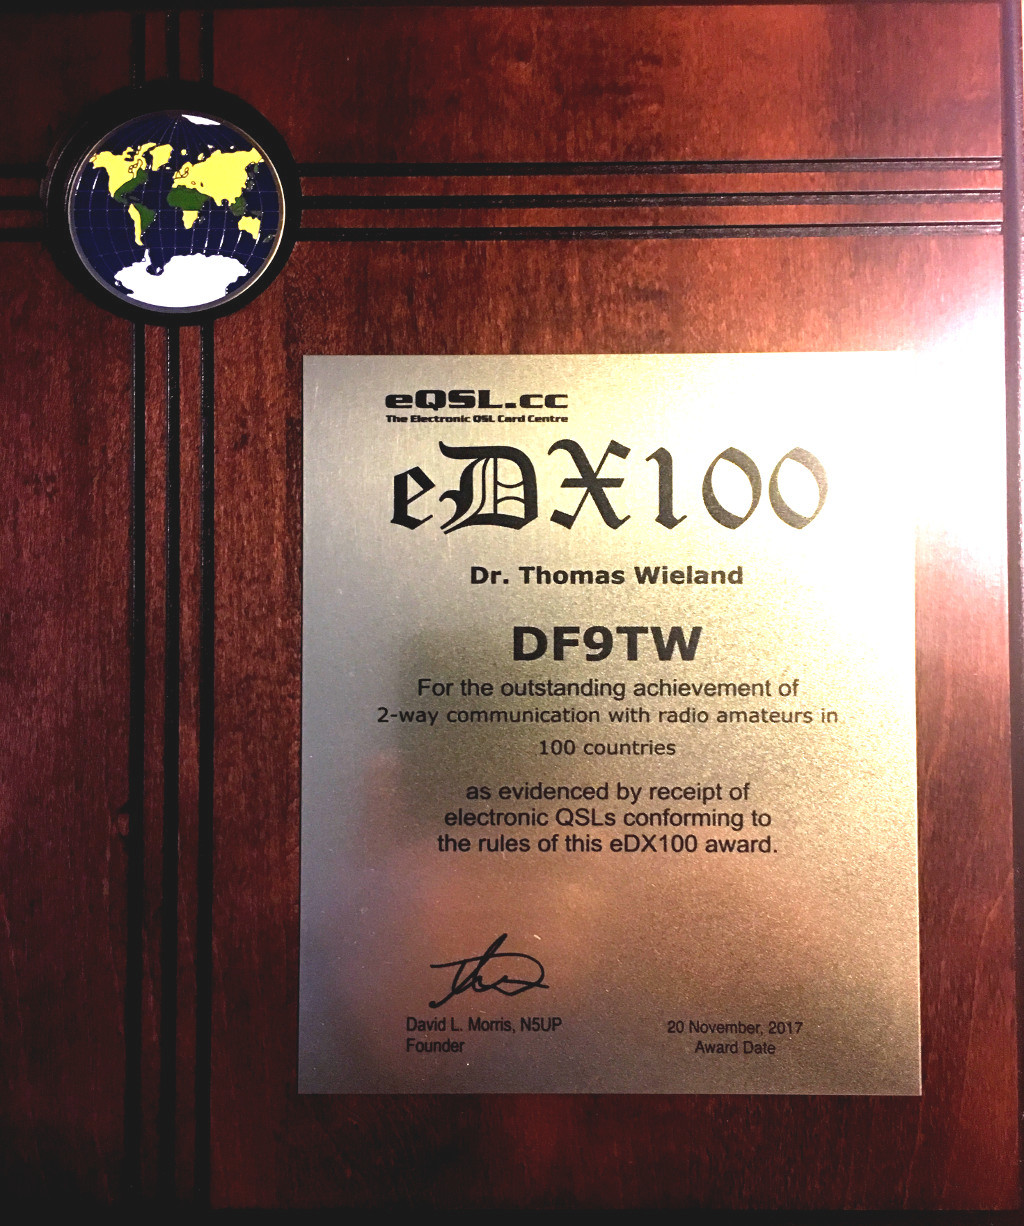 eQSL.cc
The Electronic QSL Card Centre
eDX100
Dr. Thomas Wieland
DF9TW
For the outstanding achievement of
2-way communication with radio amateurs in
100 countries
as evidenced by receipt of
electronic QSLs conforming to
the rules of this eDX100 award.
David L. Morris, N5UP
Founder
20 November, 2017
Award Date